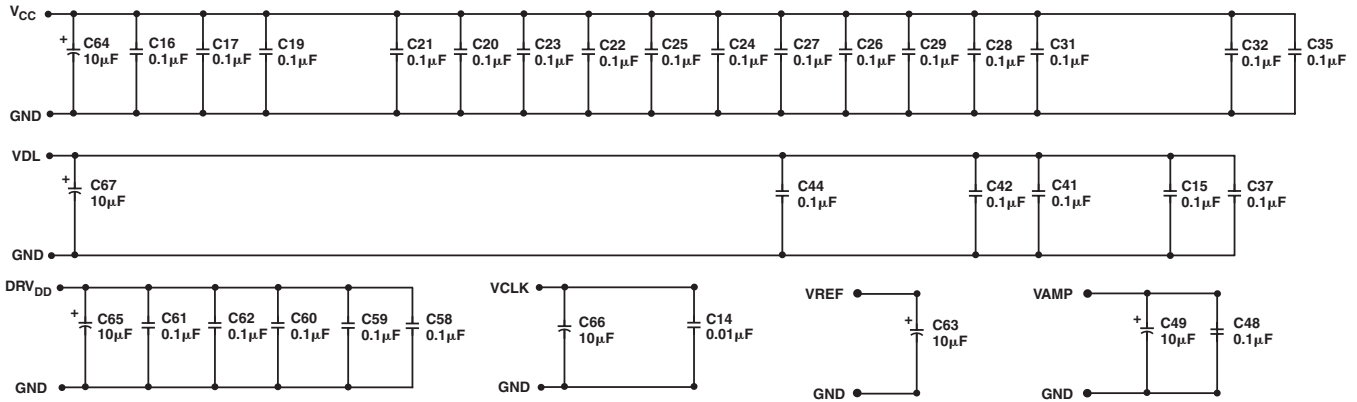 VCC
+ C64 10μF
C16 0.1μF
C17 0.1μF
C19 0.1μF
C21 0.1μF
C20 0.1μF
C23 0.1μF
C22 0.1μF
C25 0.1μF
C24 0.1μF
C27 0.1μF
C26 0.1μF
C29 0.1μF
C28 0.1μF
C31 0.1μF
C32 0.1μF
C35 0.1μF
GND
VDL
+ C67 10μF
C44 0.1μF
C42 0.1μF
C41 0.1μF
C15 0.1μF
C37 0.1μF
GND
DRVDD
+ C65 10μF
C61 0.1μF
C62 0.1μF
C60 0.1μF
C59 0.1μF
C58 0.1μF
GND
VCLK
C66 10μF
C14 0.01μF
GND
VREF
+ C63 10μF
GND
VAMP
+ C49 10μF
C48 0.1μF
GND